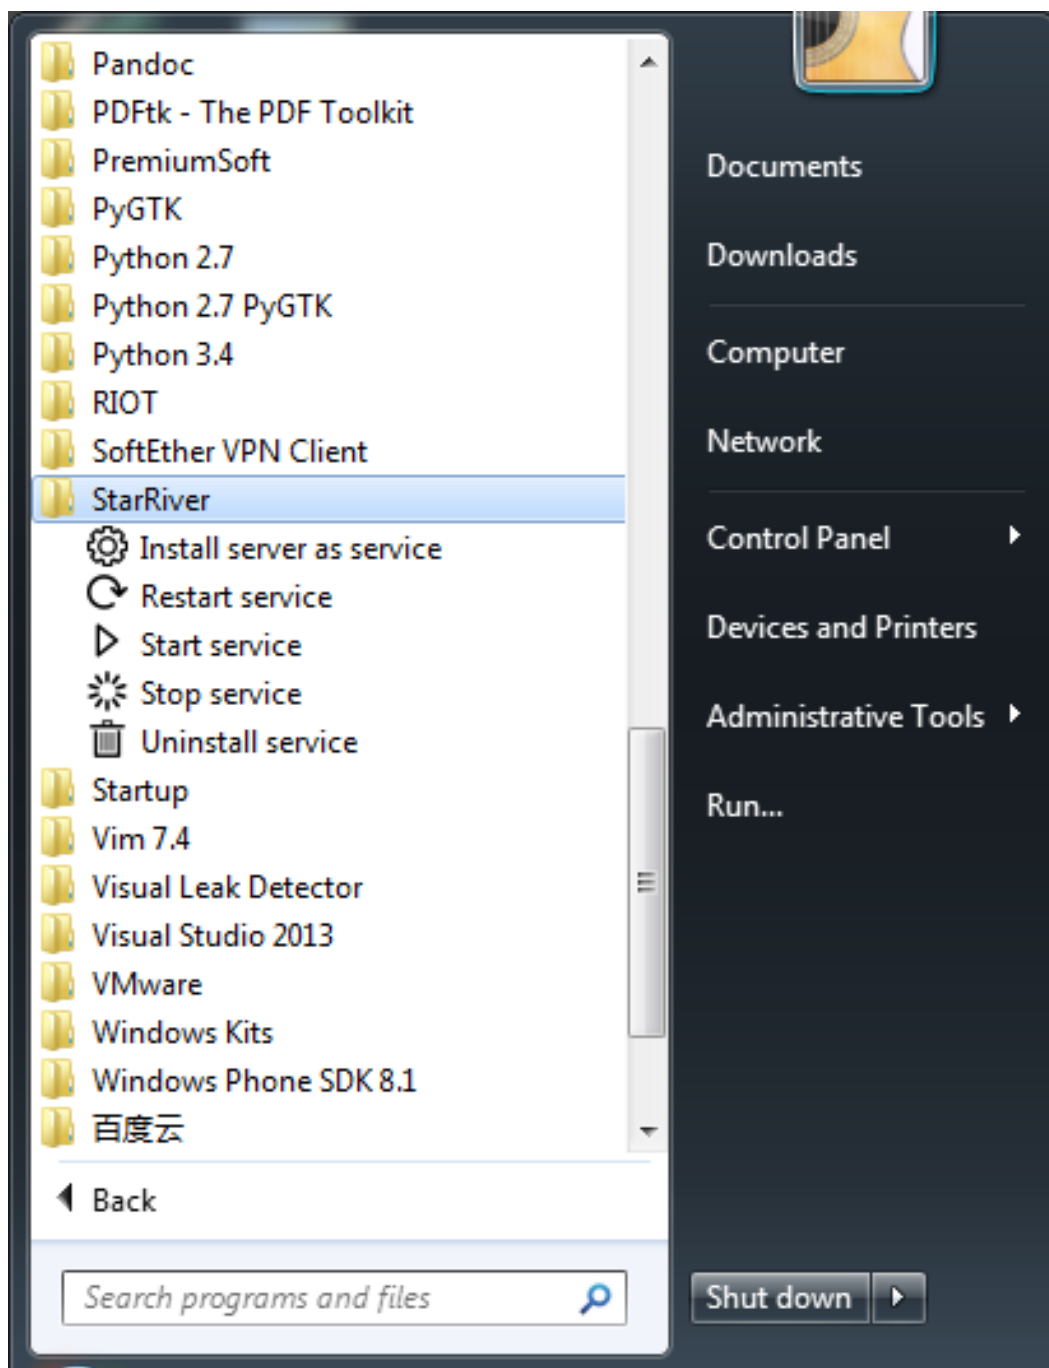 Pandoc
PDFtk - The PDF Toolkit
PremiumSoft
PyGTK
Python 2.7
Python 2.7 PyGTK
Python 3.4
RIOT
SoftEther VPN Client
StarRiver
Install server as service
Restart service
Start service
Stop service
Uninstall service
Startup
Vim 7.4
Visual Leak Detector
Visual Studio 2013
VMware
Windows Kits
Windows Phone SDK 8.1
百度云
Back
Search programs and files
Documents
Downloads
Computer
Network
Control Panel
Devices and Printers
Administrative Tools
Run...
Shut down